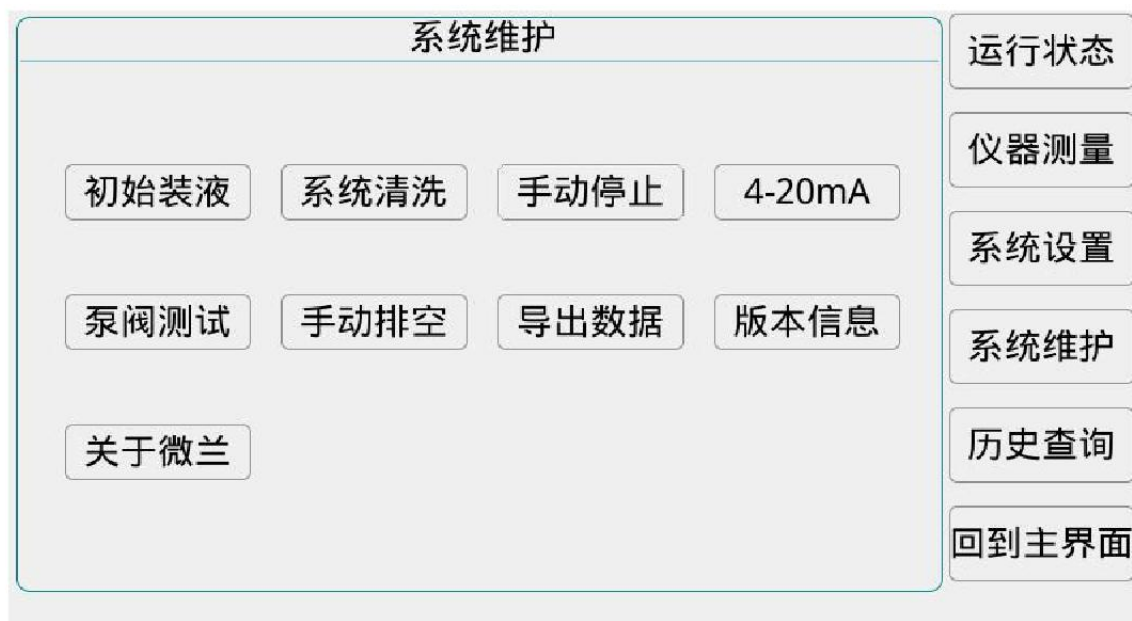 系统维护
初始装液
系统清洗
手动停止
4-20mA
泵阀测试
手动排空
导出数据
版本信息
关于微兰
运行状态
仪器测量
系统设置
系统维护
历史查询
回到主界面